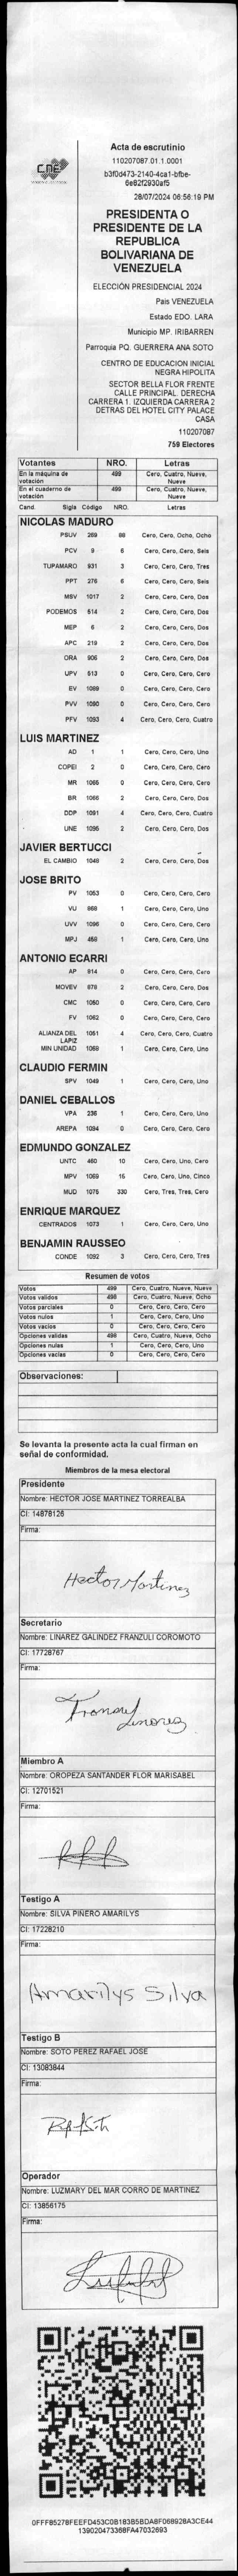 CNE
Acta de escrutinio
110207087.01.1.0001
b3f0d473-2140-4ca1-bfbe-
6e82f2930af5
28/07/2024 06:56:19 PM
PRESIDENTA O
PRESIDENTE DE LA
REPUBLICA
BOLIVARIANA DE
VENEZUELA
ELECCIÓN PRESIDENCIAL 2024
Pais VENEZUELA
Estado EDO. LARA
Municipio MP. IRIBARREN
Parroquia PQ. GUERRERA ANA SOTO
CENTRO DE EDUCACION INICIAL
NEGRA HIPOLITA
SECTOR BELLA FLOR FRENTE
CALLE PRINCIPAL. DERECHA
CARRERA 1. IZQUIERDA CARRERA 2
DETRAS DEL HOTEL CITY PALACE
CASA
110207087
759 Electores
Votantes NRO. Letras
En la máquina de votación 499 Cero, Cuatro, Nueve, Nueve
En el cuaderno de votación 499 Cero, Cuatro, Nueve, Nueve
Cand. Sigla Código NRO. Letras
NICOLAS MADURO
PSUV 269 88 Cero, Cero, Ocho, Ocho
PCV 9 6 Cero, Cero, Cero, Seis
TUPAMARO 931 3 Cero, Cero, Cero, Tres
PPT 276 6 Cero, Cero, Cero, Seis
MSV 1017 2 Cero, Cero, Cero, Dos
PODEMOS 514 2 Cero, Cero, Cero, Dos
MEP 6 2 Cero, Cero, Cero, Dos
APC 219 2 Cero, Cero, Cero, Dos
ORA 906 2 Cero, Cero, Cero, Dos
UPV 513 0 Cero, Cero, Cero, Cero
EV 1089 0 Cero, Cero, Cero, Cero
PVV 1090 0 Cero, Cero, Cero, Cero
PFV 1093 4 Cero, Cero, Cero, Cuatro
LUIS MARTINEZ
AD 1 1 Cero, Cero, Cero, Uno
COPEI 2 0 Cero, Cero, Cero, Cero
MR 1065 0 Cero, Cero, Cero, Cero
BR 1066 2 Cero, Cero, Cero, Dos
DDP 1091 4 Cero, Cero, Cero, Cuatro
UNE 1095 2 Cero, Cero, Cero, Dos
JAVIER BERTUCCI
EL CAMBIO 1048 2 Cero, Cero, Cero, Dos
JOSE BRITO
PV 1053 0 Cero, Cero, Cero, Cero
VU 868 1 Cero, Cero, Cero, Uno
UVV 1096 0 Cero, Cero, Cero, Cero
MPJ 458 1 Cero, Cero, Cero, Uno
ANTONIO ECARRI
AP 914 0 Cero, Cero, Cero, Cero
MOVEV 678 2 Cero, Cero, Cero, Dos
CMC 1050 0 Cero, Cero, Cero, Cero
FV 1062 0 Cero, Cero, Cero, Cero
ALIANZA DEL LAPIZ 1051 4 Cero, Cero, Cero, Cuatro
MIN UNIDAD 1069 1 Cero, Cero, Cero, Uno
CLAUDIO FERMIN
SPV 1049 1 Cero, Cero, Cero, Uno
DANIEL CEBALLOS
VPA 236 1 Cero, Cero, Cero, Uno
AREPA 1094 0 Cero, Cero, Cero, Cero
EDMUNDO GONZALEZ
UNTC 460 10 Cero, Cero, Uno, Cero
MPV 1069 15 Cero, Cero, Uno, Cinco
MUD 1075 330 Cero, Tres, Tres, Cero
ENRIQUE MARQUEZ
CENTRADOS 1073 1 Cero, Cero, Cero, Uno
BENJAMIN RAUSSEO
CONDE 1092 3 Cero, Cero, Cero, Tres
Resumen de votos
Votos 499 Cero, Cuatro, Nueve, Nueve
Votos validos 498 Cero, Cuatro, Nueve, Ocho
Votos parciales 0 Cero, Cero, Cero, Cero
Votos nulos 1 Cero, Cero, Cero, Uno
Votos vacios 0 Cero, Cero, Cero, Cero
Opciones validas 498 Cero, Cuatro, Nueve, Ocho
Opciones nulas 1 Cero, Cero, Cero, Uno
Opciones vacias 0 Cero, Cero, Cero, Cero
Observaciones:
Se levanta la presente acta la cual firman en
señal de conformidad.
Miembros de la mesa electoral
Presidente
Nombre: HECTOR JOSE MARTINEZ TORREALBA
CI: 14878126
Firma:
Hector Martinez
Secretario
Nombre: LINAREZ GALINDEZ FRANZULI COROMOTO
CI: 17728767
Firma:
Linarez
Miembro A
Nombre: OROPEZA SANTANDER FLOR MARISABEL
CI: 12701521
Firma:
Testigo A
Nombre: SILVA PIÑERO AMARILYS
CI: 17228210
Firma:
Amarilys Silva
Testigo B
Nombre: SOTO PEREZ RAFAEL JOSE
CI: 13083844
Firma:
Operador
Nombre: LUZMARY DEL MAR CORRO DE MARTINEZ
CI: 13856175
Firma:
0FFF85278FEEFD453C0B183B5BDABF068928A3CE44
139020473368FA47032693